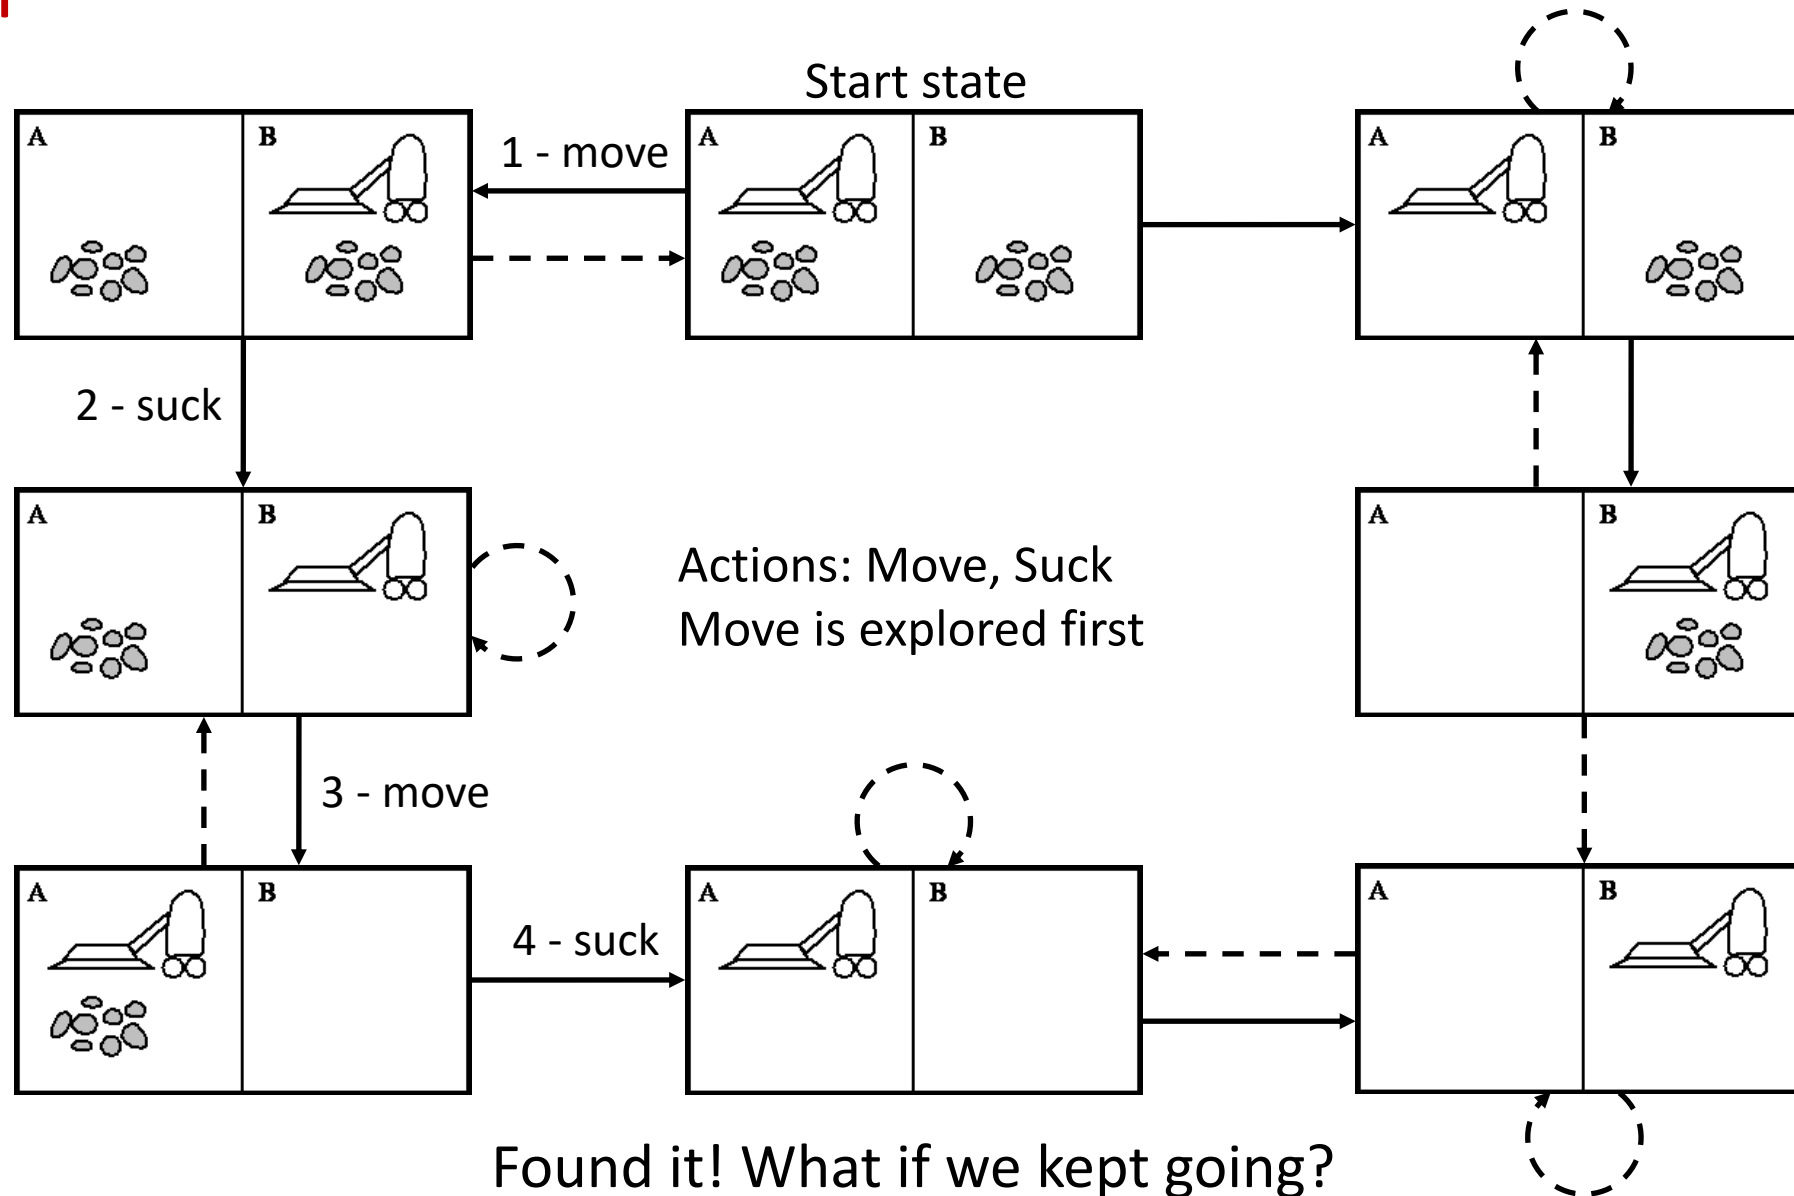 Start state
A
B
1 - move
A
B
A
B
2 - suck
A
B
Actions: Move, Suck
Move is explored first
A
B
3 - move
A
B
4 - suck
A
B
A
B
Found it! What if we kept going?